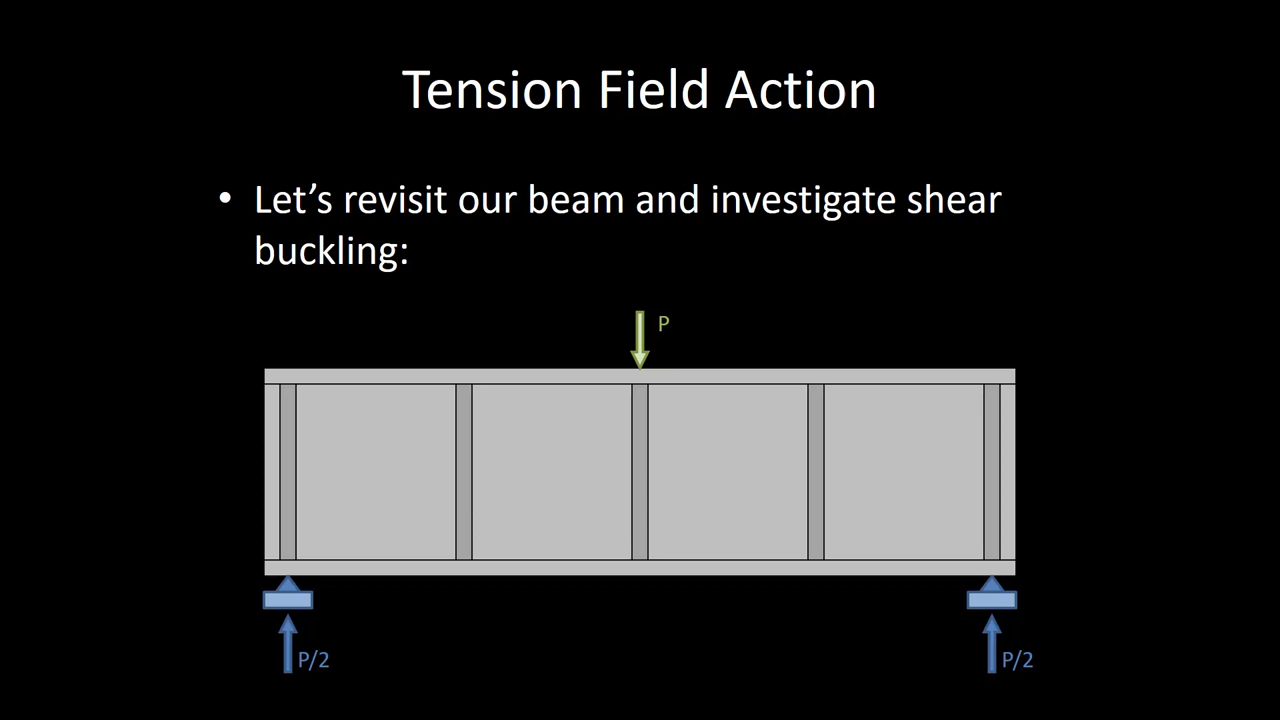 Tension Field Action
• Let’s revisit our beam and investigate shear
buckling:
P
P/2
P/2